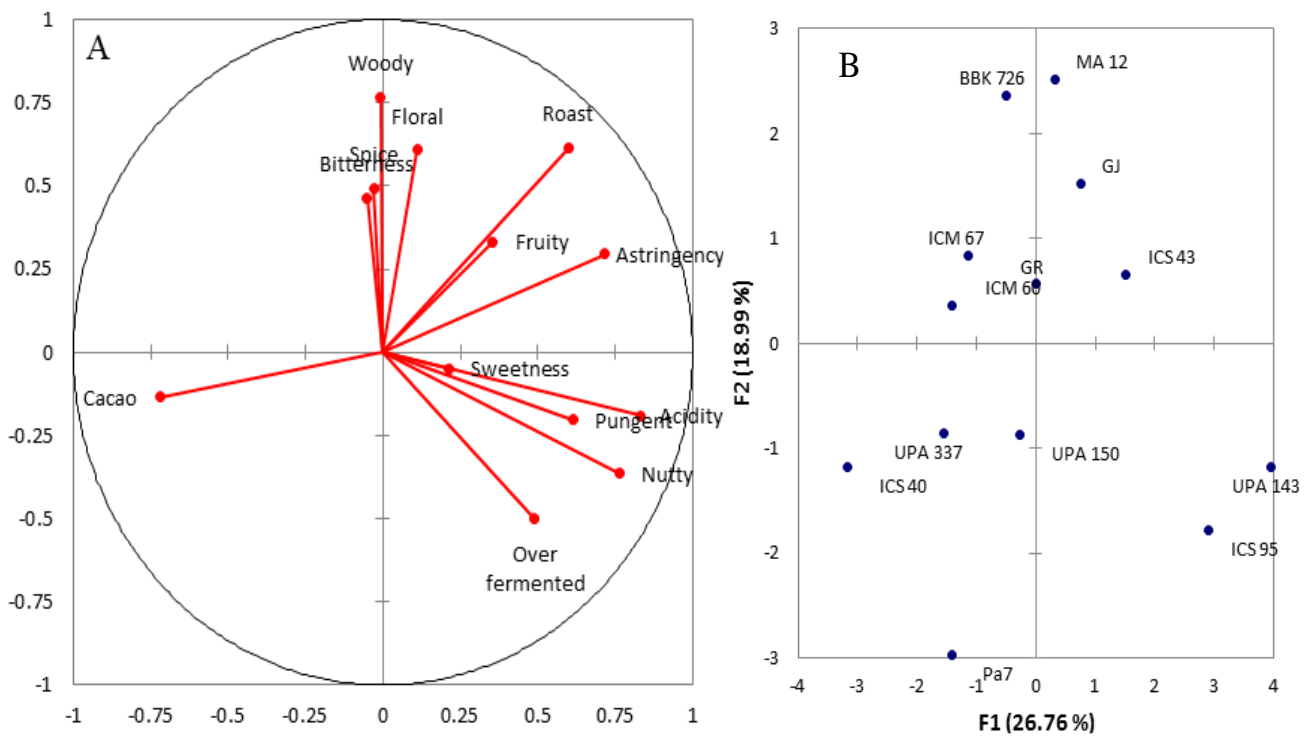 A
1
0.75
0.5
0.25
0
-0.25
-0.5
-0.75
-1
-1
-0.75
-0.5
-0.25
0
0.25
0.5
0.75
1
Woody
Floral
Roast
Spice
Bitterness
Fruity
Astringency
Cacao
Sweetness
Pungent
Acidity
Nutty
Over
fermented
B
F2 (18.99 %)
3
2
1
0
-1
-2
-3
-4
-3
-2
-1
0
1
2
3
4
F1 (26.76 %)
MA 12
BBK 726
GJ
ICM 67
GR
ICS 43
ICM 60
UPA 337
UPA 150
ICS 40
UPA 143
ICS 95
Pa7